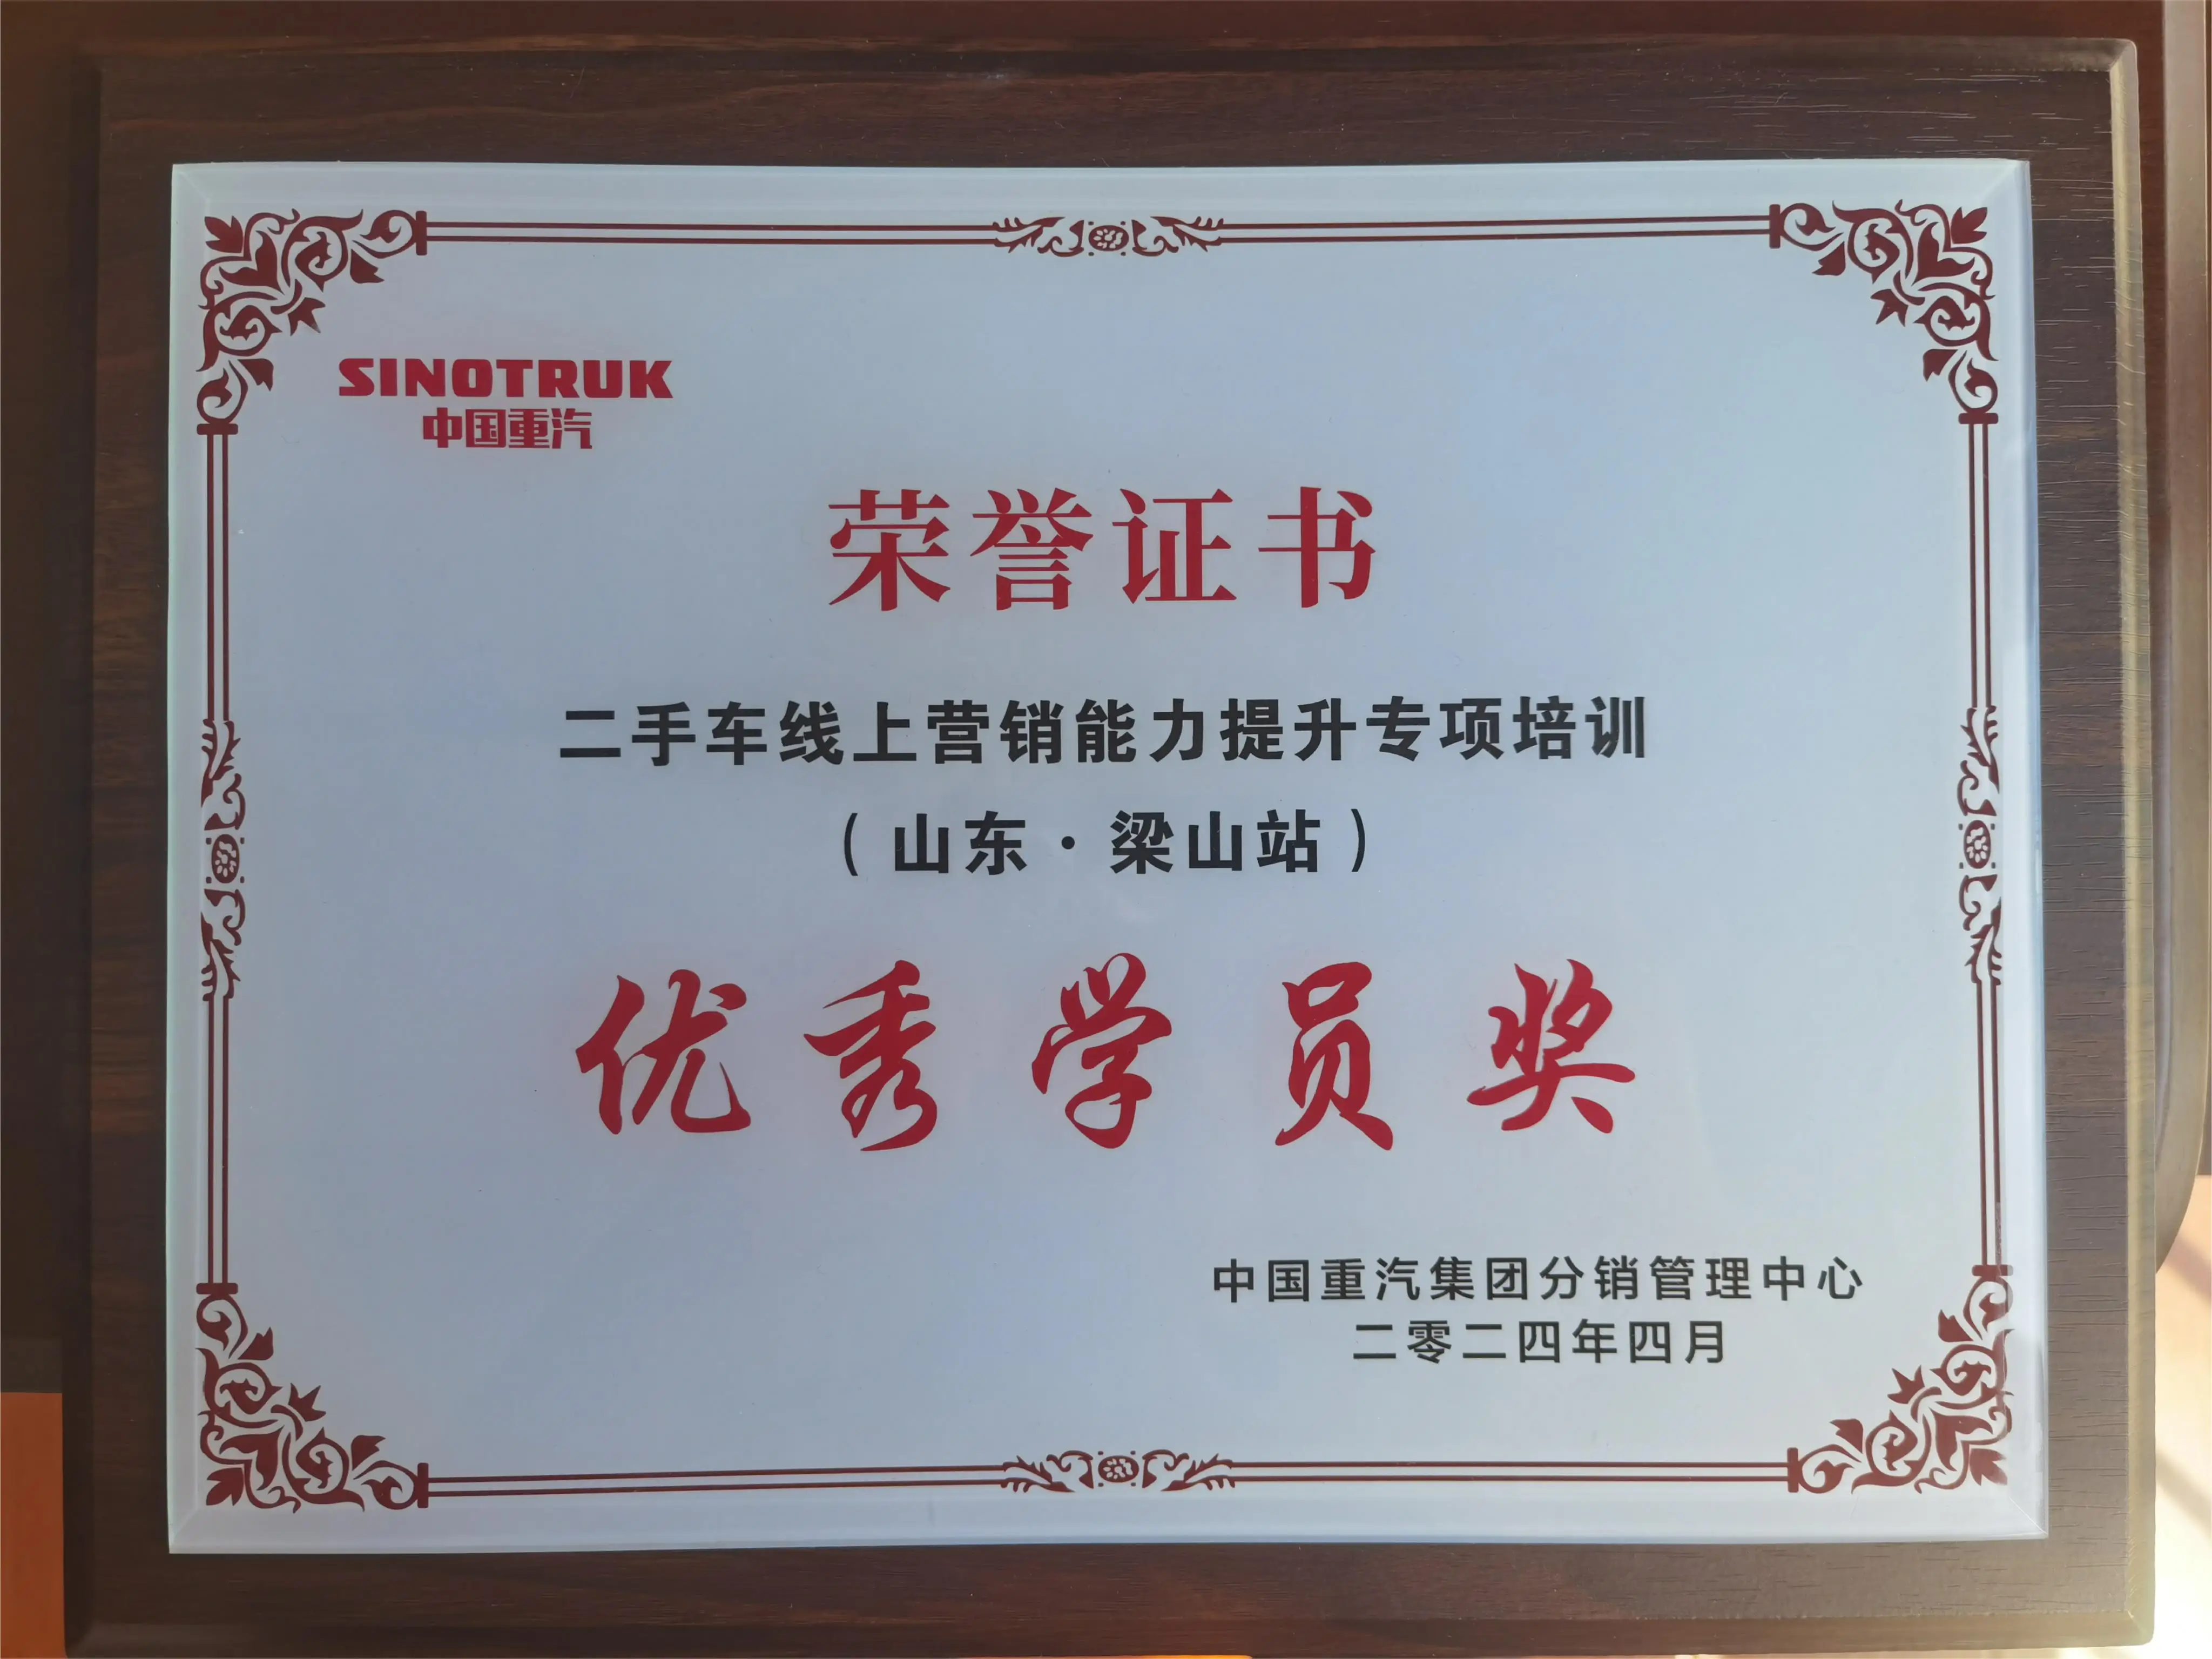 SINOTRUK
中国重汽
荣誉证书
二手车线上营销能力提升专项培训
（山东·梁山站）
优秀学员奖
中国重汽集团分销管理中心
二零二四年四月